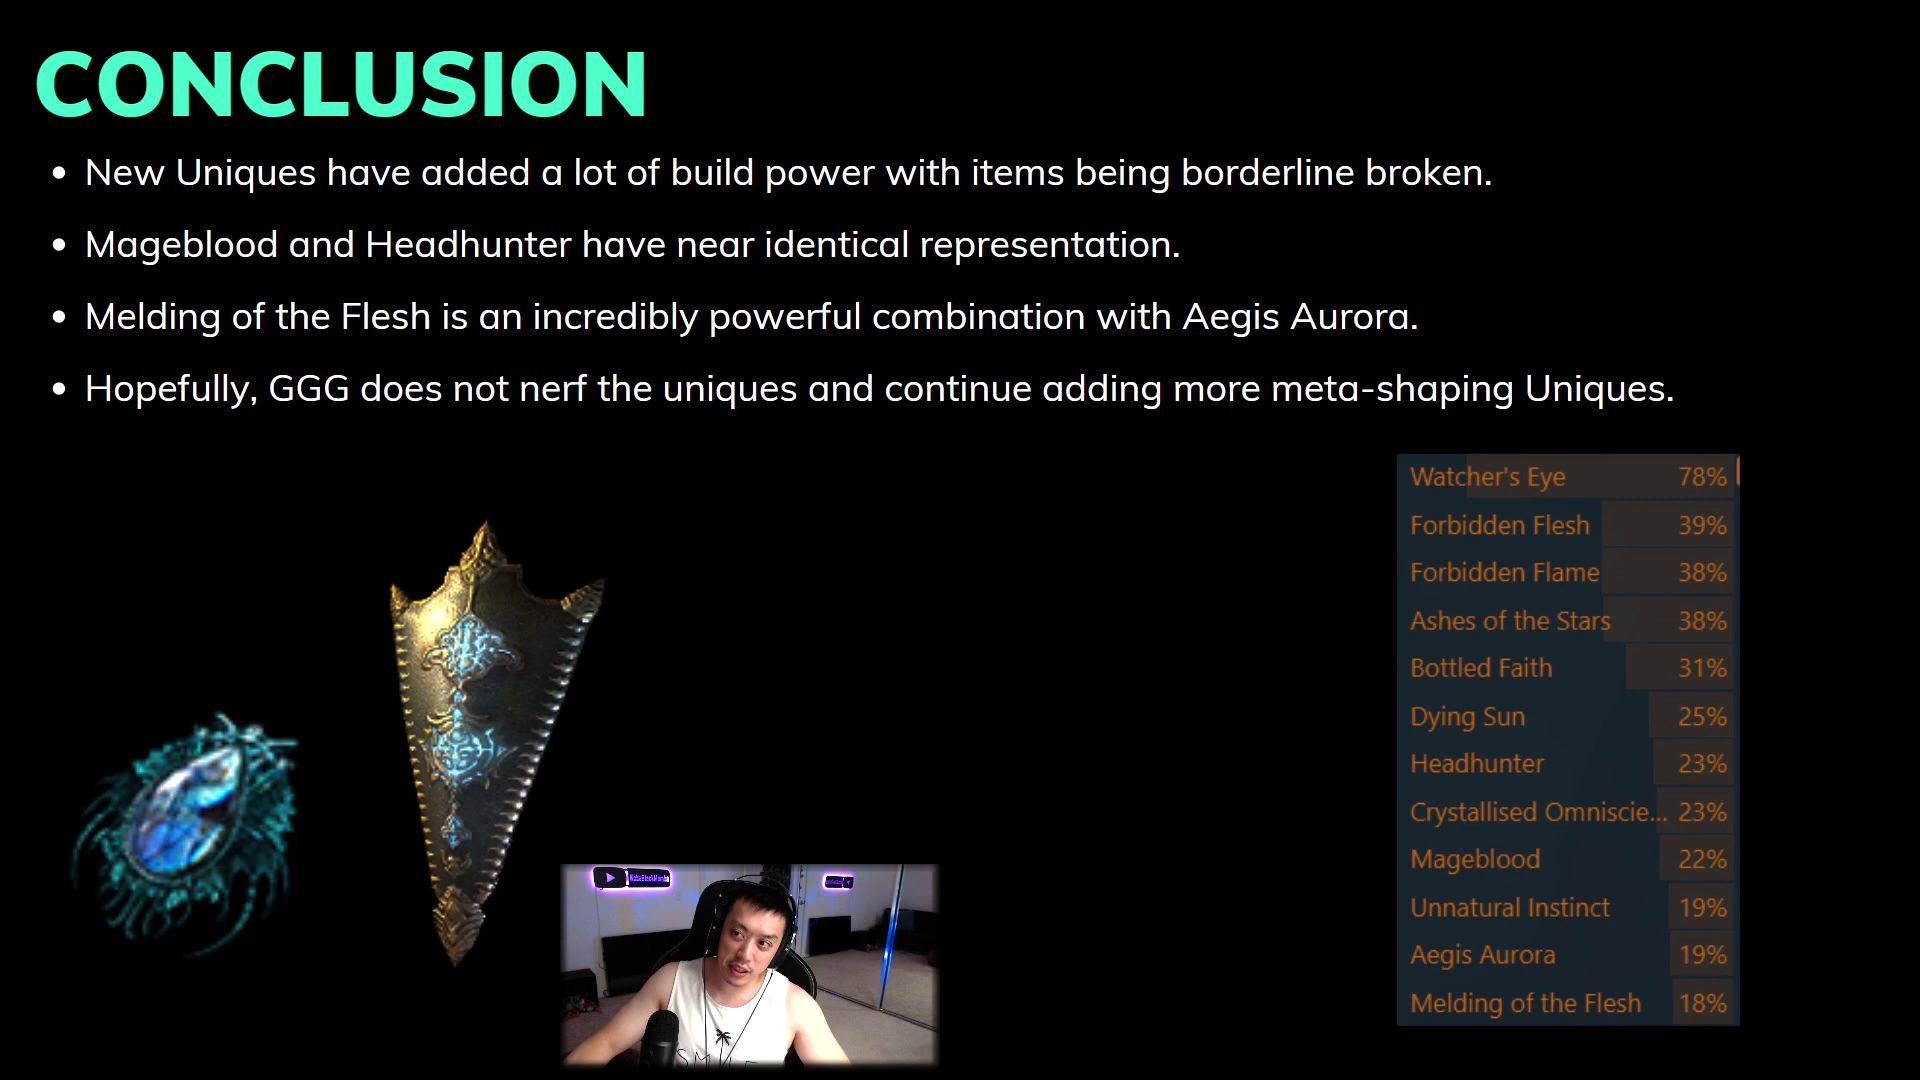 CONCLUSION
• New Uniques have added a lot of build power with items being borderline broken.
• Mageblood and Headhunter have near identical representation.
• Melding of the Flesh is an incredibly powerful combination with Aegis Aurora.
• Hopefully, GGG does not nerf the uniques and continue adding more meta-shaping Uniques.
Watcher's Eye 78%
Forbidden Flesh 39%
Forbidden Flame 38%
Ashes of the Stars 38%
Bottled Faith 31%
Dying Sun 25%
Headhunter 23%
Crystallised Omniscie... 23%
Mageblood 22%
Unnatural Instinct 19%
Aegis Aurora 19%
Melding of the Flesh 18%